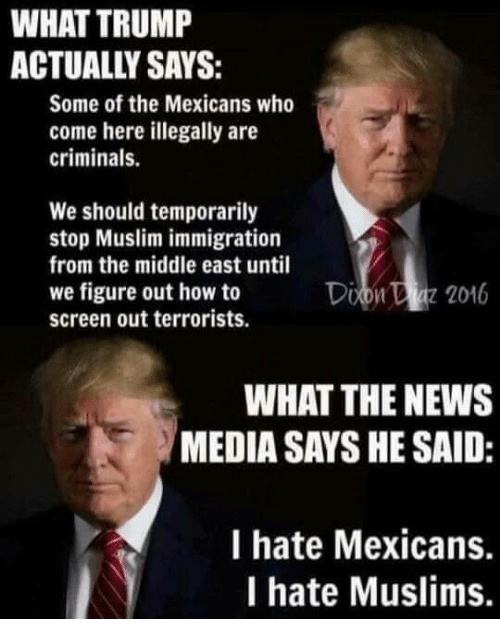 WHAT TRUMP
ACTUALLY SAYS:
Some of the Mexicans who
come here illegally are
criminals.
We should temporarily
stop Muslim immigration
from the middle east until
we figure out how to
screen out terrorists.
Dixon Diaz 2016
WHAT THE NEWS
MEDIA SAYS HE SAID:
I hate Mexicans.
I hate Muslims.